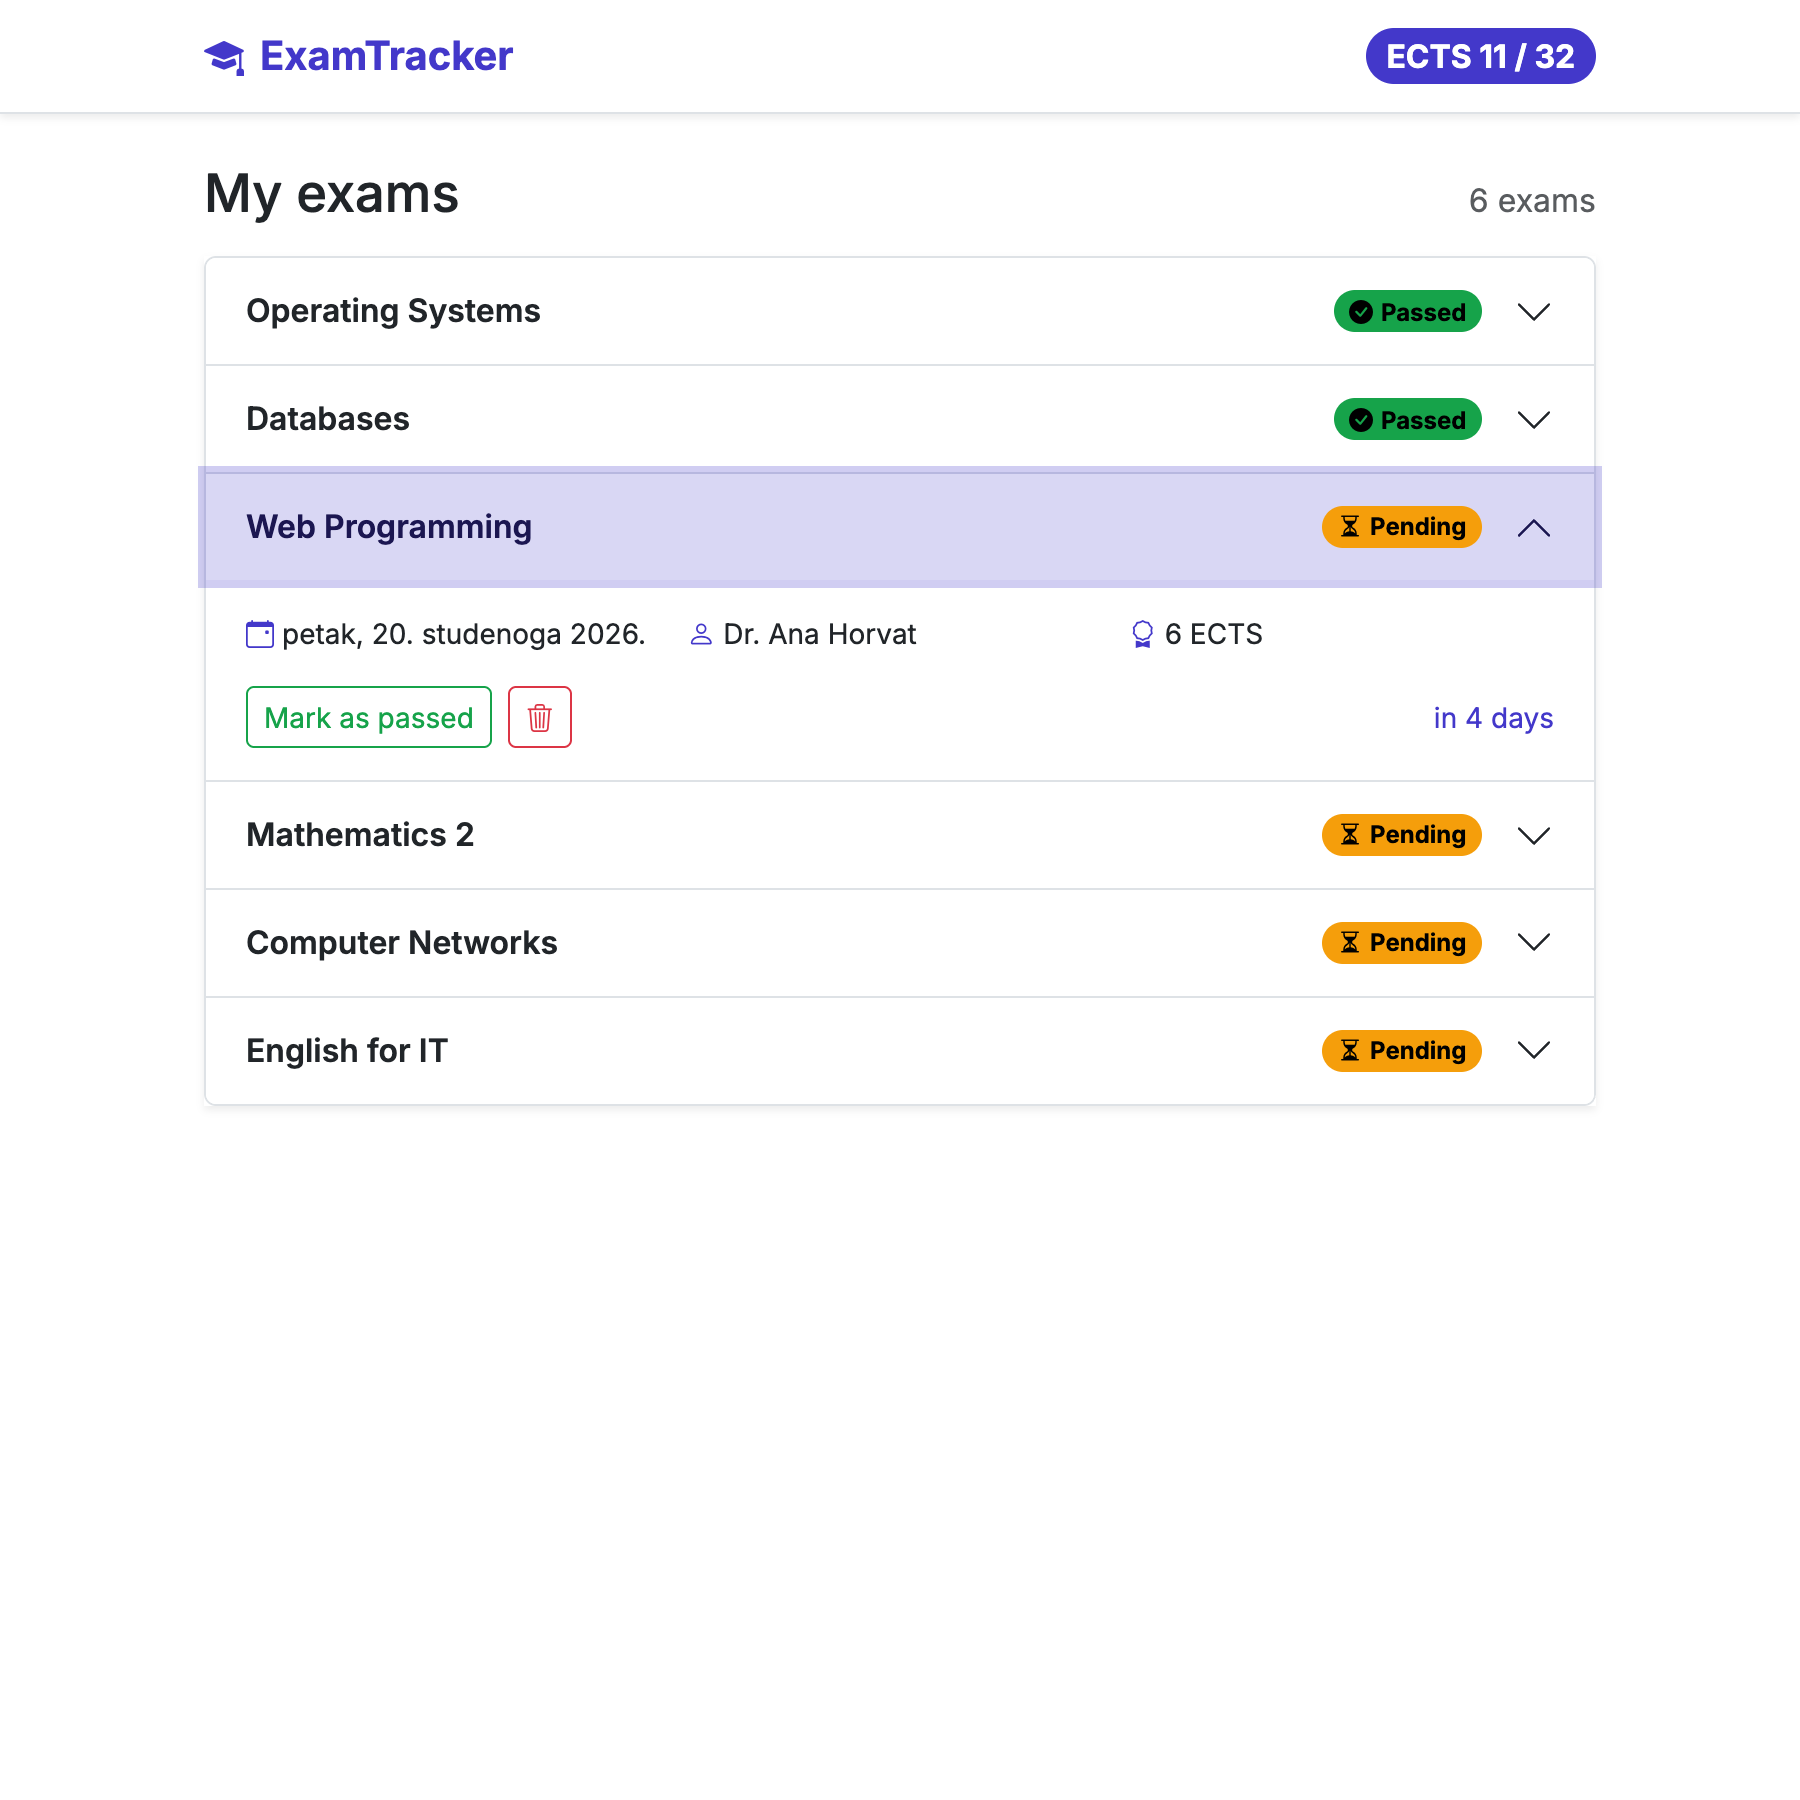 ExamTracker
ECTS 11 / 32
My exams
6 exams
Operating Systems
Passed
Databases
Passed
Web Programming
Pending
petak, 20. studenoga 2026.
Dr. Ana Horvat
6 ECTS
Mark as passed
in 4 days
Mathematics 2
Pending
Computer Networks
Pending
English for IT
Pending